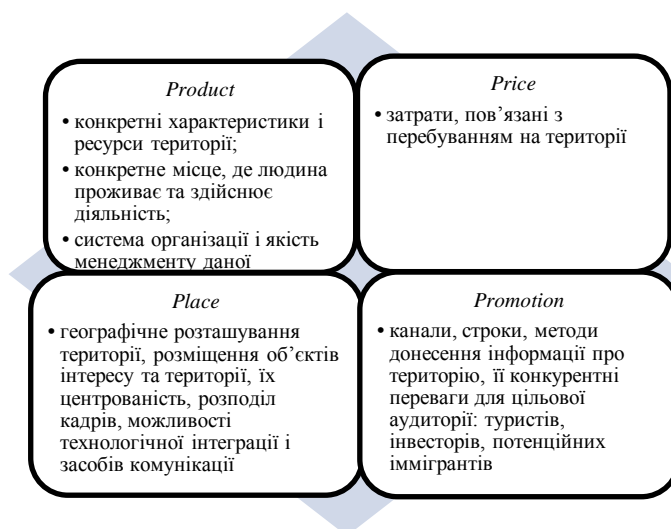 Product
• конкретні характеристики і
ресурси території;
• конкретне місце, де людина
проживає та здійснює
діяльність;
• система організації і якість
менеджменту даної
Price
• затрати, пов’язані з
перебуванням на території
Place
• географічне розташування
території, розміщення об’єктів
інтересу та території, їх
центрованість, розподіл
кадрів, можливості
технологічної інтеграції і
засобів комунікації
Promotion
• канали, строки, методи
донесення інформації про
територію, її конкурентні
переваги для цільової
аудиторії: туристів,
інвесторів, потенційних
іммігрантів